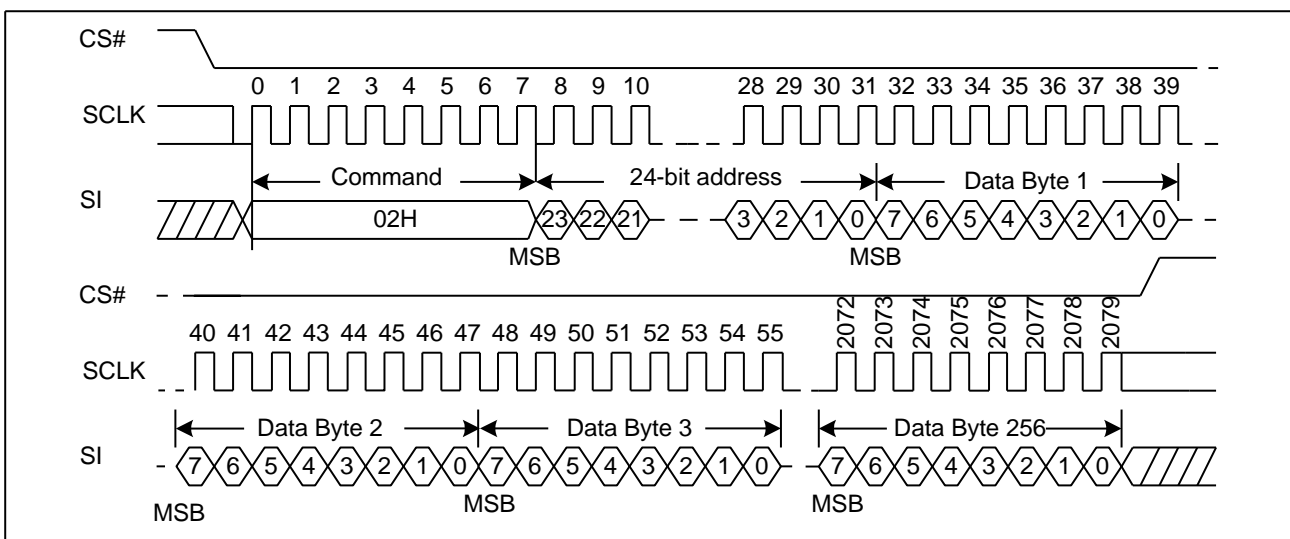 CS#
0 1 2 3 4 5 6 7 8 9 10 28 29 30 31 32 33 34 35 36 37 38 39
SCLK
Command 24-bit address Data Byte 1
SI
02H 23 22 21 3 2 1 0 7 6 5 4 3 2 1 0
MSB MSB
CS#
40 41 42 43 44 45 46 47 48 49 50 51 52 53 54 55 2072 2073 2074 2075 2076 2077 2078 2079
SCLK
Data Byte 2 Data Byte 3 Data Byte 256
SI
7 6 5 4 3 2 1 0 7 6 5 4 3 2 1 0 7 6 5 4 3 2 1 0
MSB MSB MSB